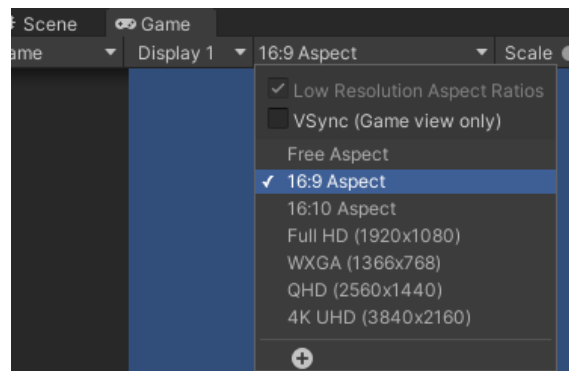 Scene Game
Display 1 16:9 Aspect Scale
Low Resolution Aspect Ratios
VSync (Game view only)
Free Aspect
16:9 Aspect
16:10 Aspect
Full HD (1920x1080)
WXGA (1366x768)
QHD (2560x1440)
4K UHD (3840x2160)